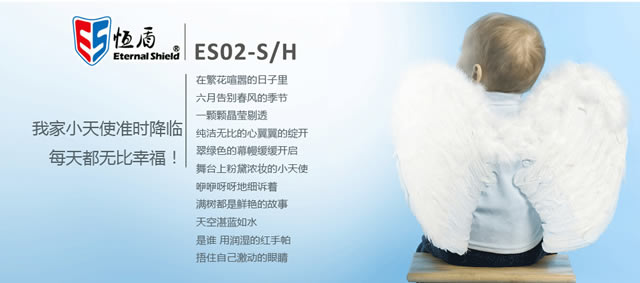 ES
恒盾®
Eternal Shield
ES02-S/H
我家小天使准时降临
每天都无比幸福！
在繁花喧嚣的日子里
六月告别春风的季节
一颗颗晶莹剔透
纯洁无比的心翼翼的绽开
翠绿色的幕幔缓缓开启
舞台上粉黛浓妆的小天使
咿咿呀呀地细诉着
满树都是鲜艳的故事
天空湛蓝如水
是谁 用润湿的红手帕
捂住自己激动的眼睛